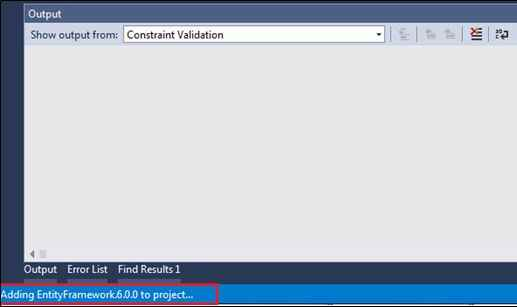 Output
Show output from: Constraint Validation
Output Error List Find Results 1
Adding EntityFramework.6.0.0 to project...